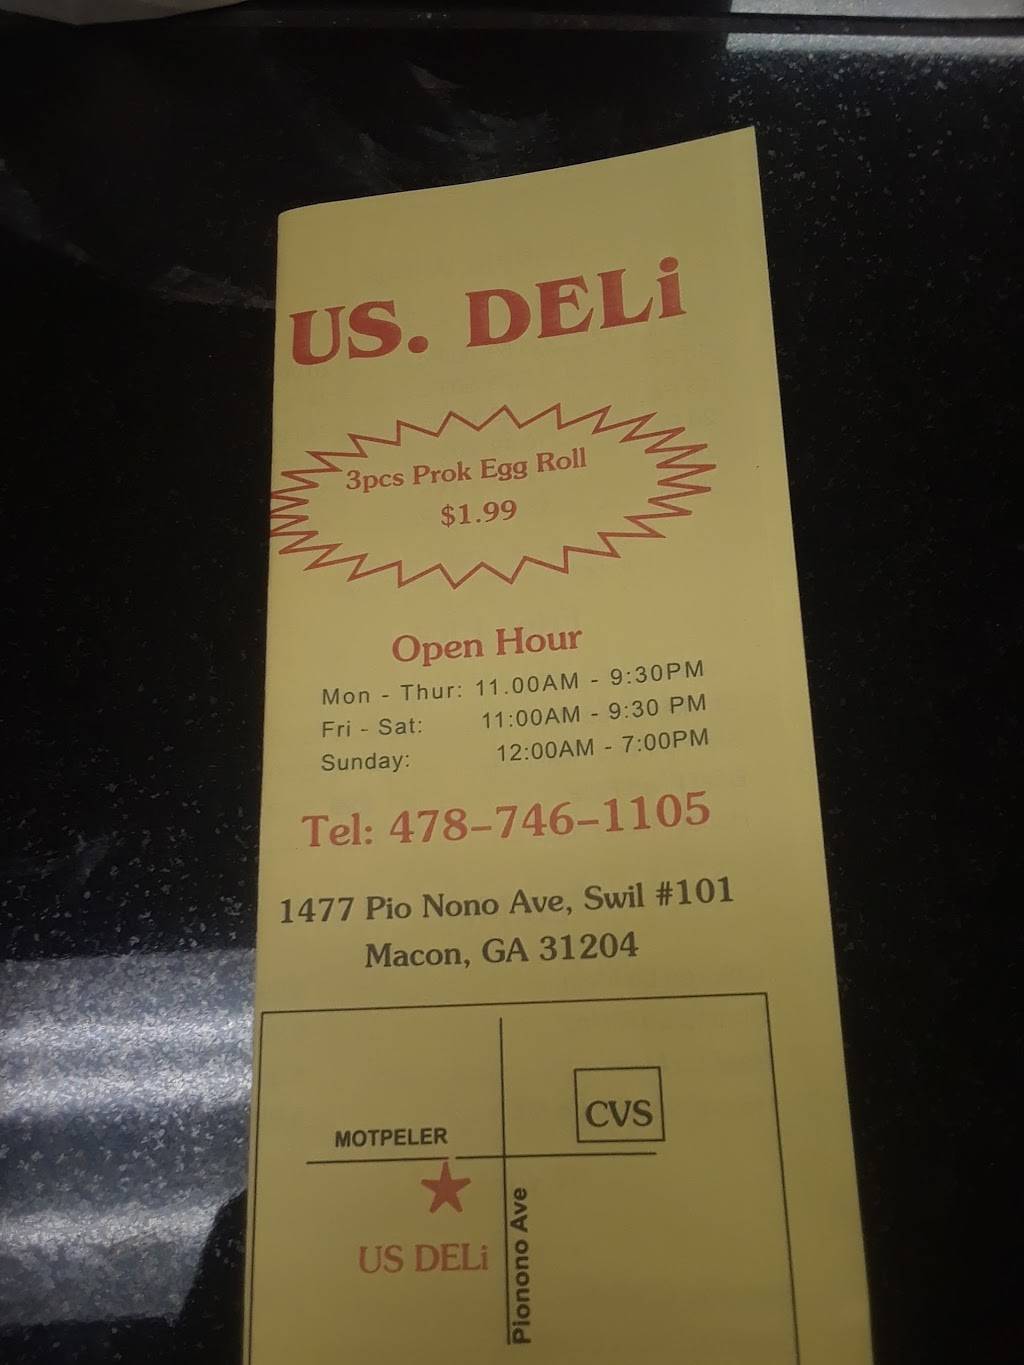 US. DELi
3pcs Prok Egg Roll
$1.99
Open Hour
Mon - Thur: 11.00AM - 9:30PM
Fri - Sat: 11:00AM - 9:30 PM
Sunday: 12:00AM - 7:00PM
Tel: 478-746-1105
1477 Pio Nono Ave, Swil #101
Macon, GA 31204
CVS
MOTPELER
US DELi
Pionono Ave